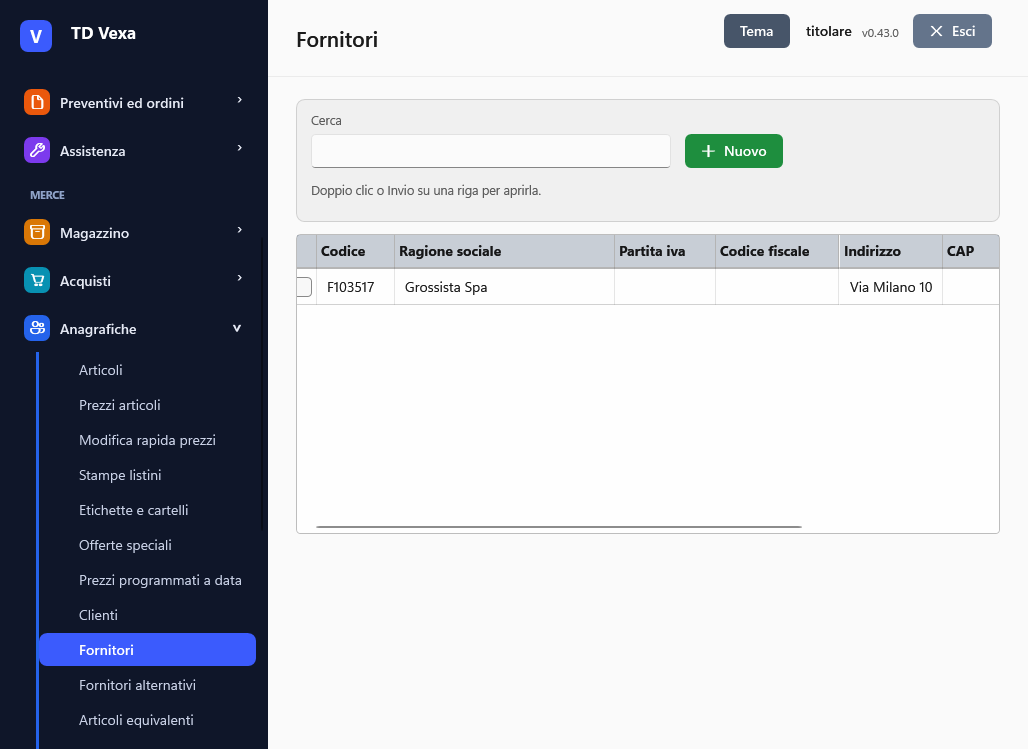 V TD Vexa
Preventivi ed ordini
Assistenza
MERCE
Magazzino
Acquisti
Anagrafiche
Articoli
Prezzi articoli
Modifica rapida prezzi
Stampe listini
Etichette e cartelli
Offerte speciali
Prezzi programmati a data
Clienti
Fornitori
Fornitori alternativi
Articoli equivalenti
Fornitori
Tema titolare v0.43.0 Esci
Cerca
Nuovo
Doppio clic o Invio su una riga per aprirla.
Codice Ragione sociale Partita iva Codice fiscale Indirizzo CAP
F103517 Grossista Spa Via Milano 10